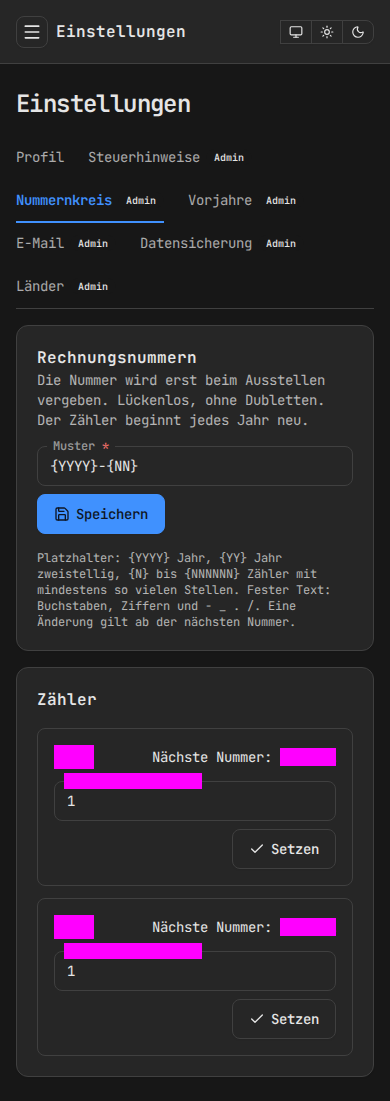 Einstellungen
Einstellungen
Profil Steuerhinweise Admin
Nummernkreis Admin Vorjahre Admin
E-Mail Admin Datensicherung Admin
Länder Admin
Rechnungsnummern
Die Nummer wird erst beim Ausstellen
vergeben. Lückenlos, ohne Dubletten.
Der Zähler beginnt jedes Jahr neu.
Muster *
{YYYY}-{NN}
Speichern
Platzhalter: {YYYY} Jahr, {YY} Jahr
zweistellig, {N} bis {NNNNNN} Zähler mit
mindestens so vielen Stellen. Fester Text:
Buchstaben, Ziffern und - _ . /. Eine
Änderung gilt ab der nächsten Nummer.
Zähler
Nächste Nummer:
1
Setzen
Nächste Nummer:
1
Setzen